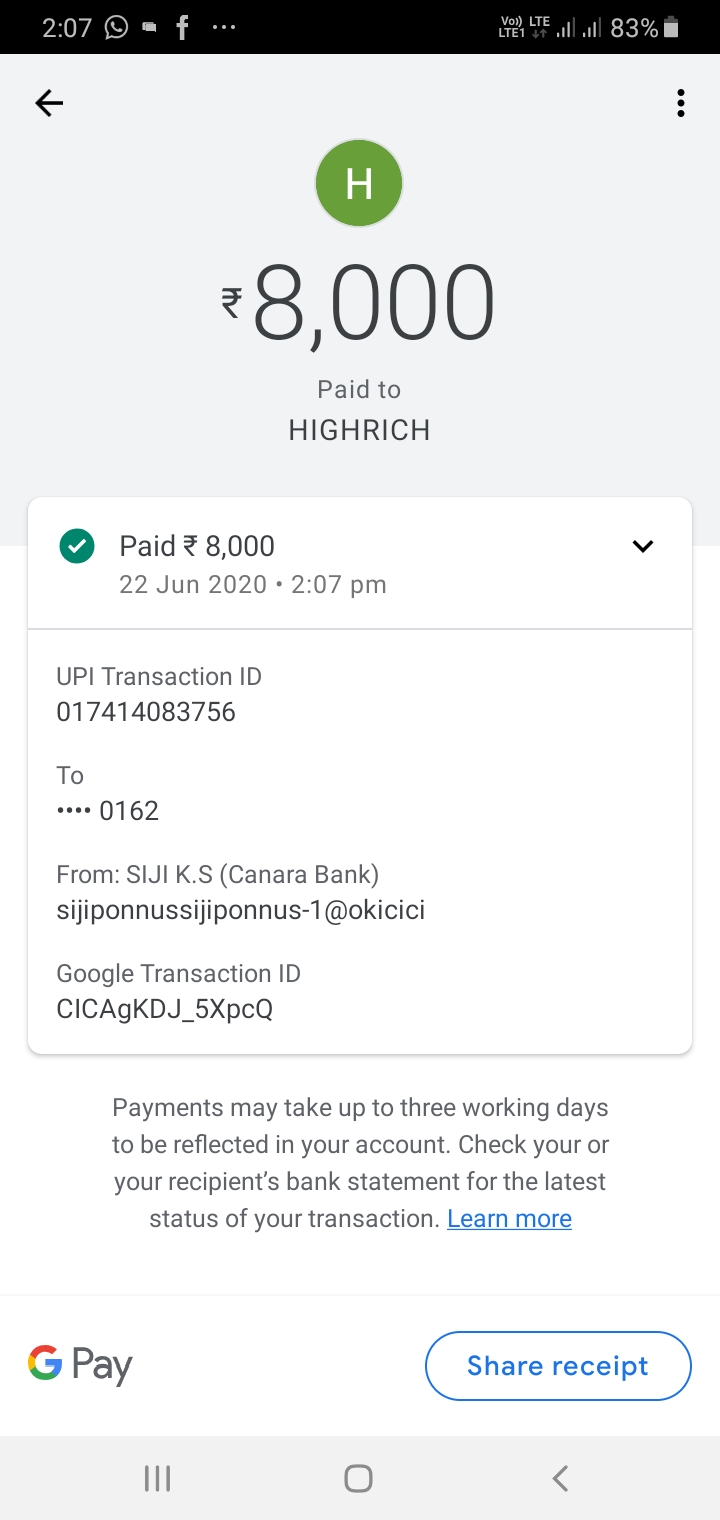 2:07
Vo)) LTE
LTE1
83%
H
₹8,000
Paid to
HIGHRICH
Paid ₹ 8,000
22 Jun 2020 • 2:07 pm
UPI Transaction ID
017414083756
To
•••• 0162
From: SIJI K.S (Canara Bank)
sijiponnussijiponnus-1@okicici
Google Transaction ID
CICAgKDJ_5XpcQ
Payments may take up to three working days
to be reflected in your account. Check your or
your recipient’s bank statement for the latest
status of your transaction. Learn more
G Pay
Share receipt